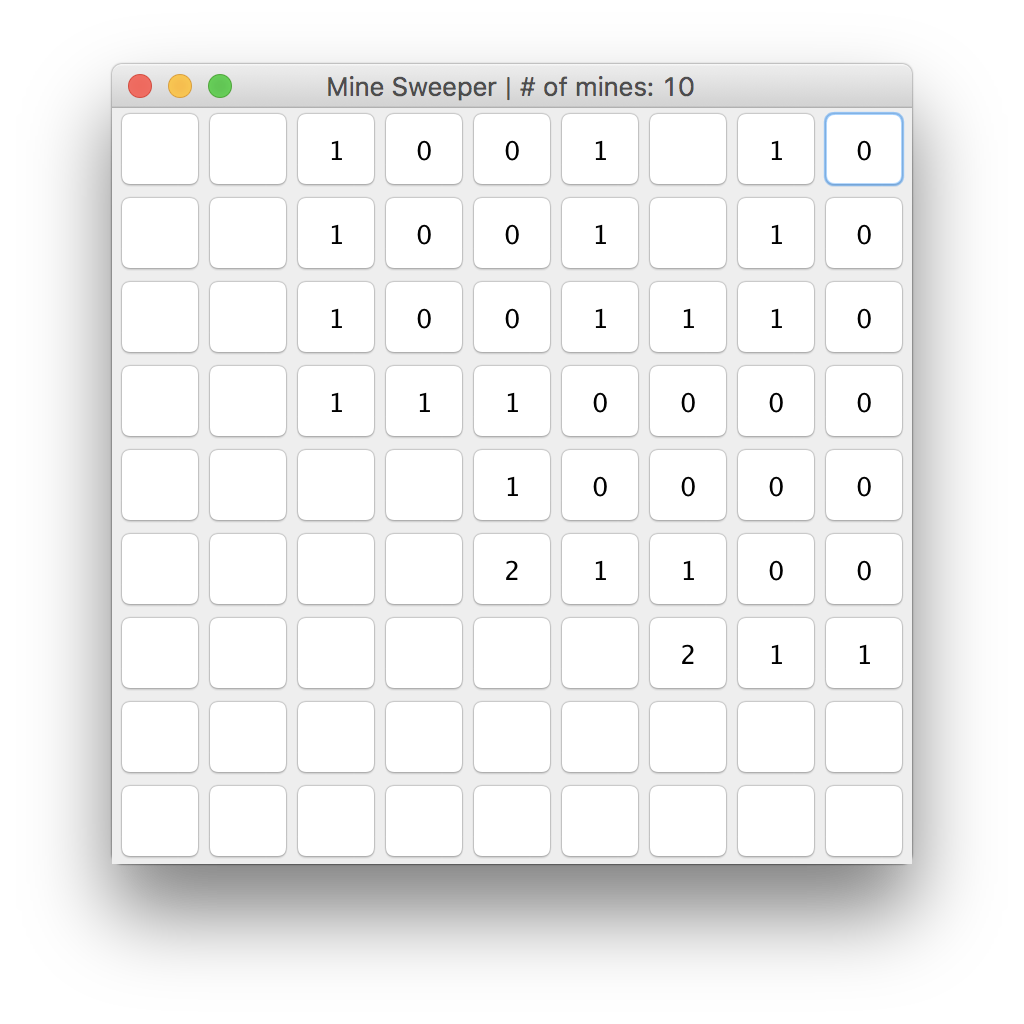 Mine Sweeper | # of mines: 10
1 0 0 1 1 0
1 0 0 1 1 0
1 0 0 1 1 1 0
1 1 1 0 0 0 0
1 0 0 0 0
2 1 1 0 0
2 1 1